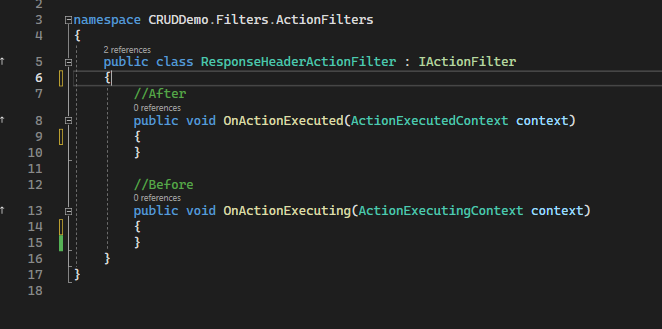 2
3 namespace CRUDDemo.Filters.ActionFilters
4 {
2 references
5 public class ResponseHeaderActionFilter : IActionFilter
6 {
7 //After
0 references
8 public void OnActionExecuted(ActionExecutedContext context)
9 {
10 }
11
12 //Before
0 references
13 public void OnActionExecuting(ActionExecutingContext context)
14 {
15 }
16 }
17 }
18